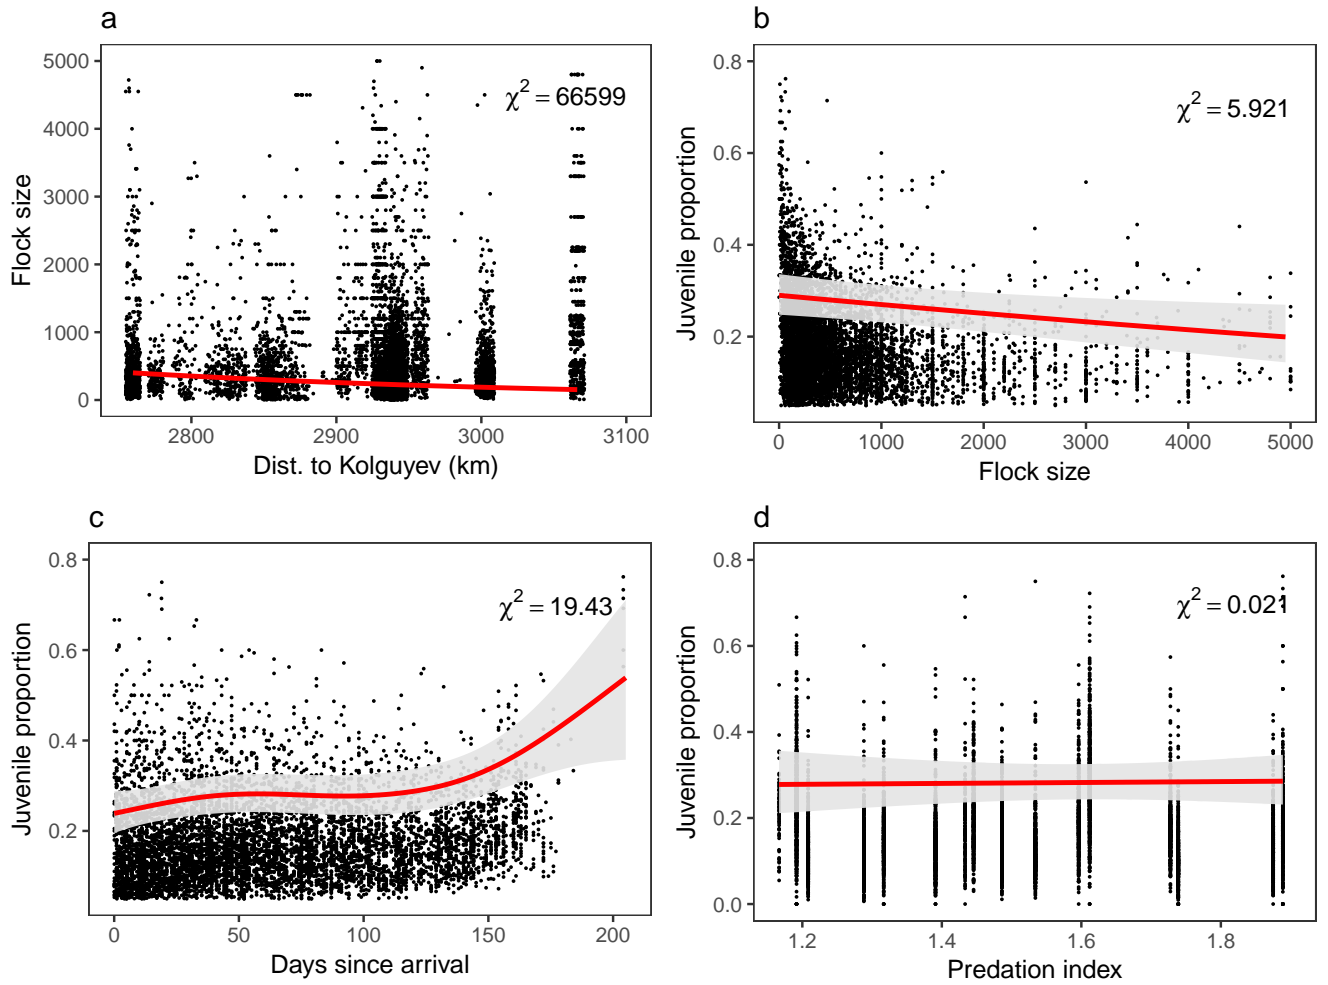 a
5000
4000
3000
2000
1000
0
Flock size
χ² = 66599
2800 2900 3000 3100
Dist. to Kolguyev (km)
b
0.8
0.6
0.4
0.2
Juvenile proportion
χ² = 5.921
0 1000 2000 3000 4000 5000
Flock size
c
0.8
0.6
0.4
0.2
Juvenile proportion
χ² = 19.43
0 50 100 150 200
Days since arrival
d
0.8
0.6
0.4
0.2
0.0
Juvenile proportion
χ² = 0.021
1.2 1.4 1.6 1.8
Predation index